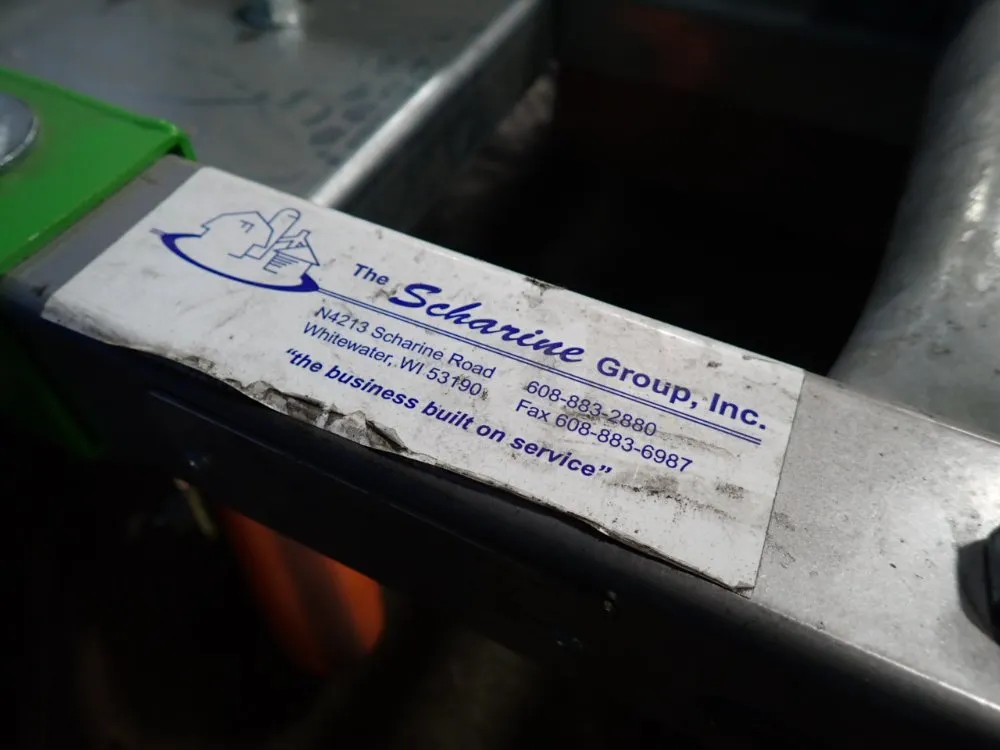 The Scharine Group, Inc.
N4213 Scharine Road 608-883-2880
Whitewater, WI 53190 Fax 608-883-6987
"the business built on service"